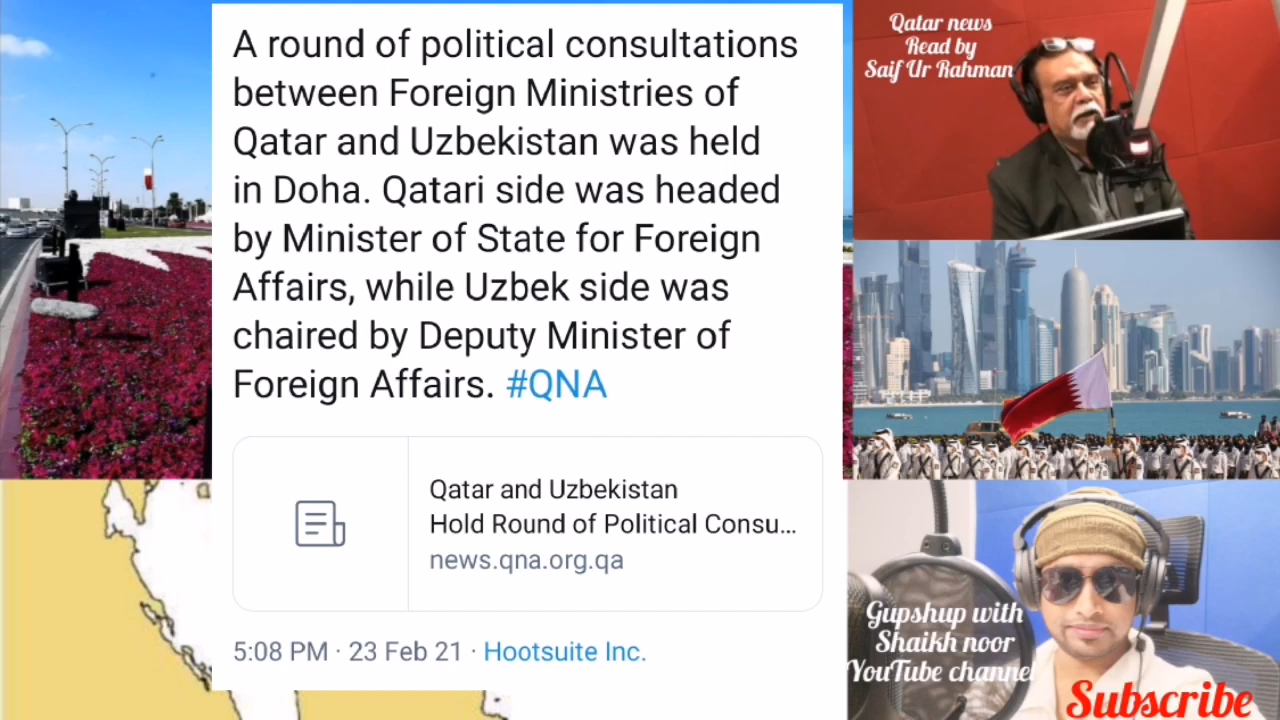 A round of political consultations
between Foreign Ministries of
Qatar and Uzbekistan was held
in Doha. Qatari side was headed
by Minister of State for Foreign
Affairs, while Uzbek side was
chaired by Deputy Minister of
Foreign Affairs. #QNA
Qatar and Uzbekistan
Hold Round of Political Consu...
news.qna.org.qa
5:08 PM · 23 Feb 21 · Hootsuite Inc.
Qatar news
Read by
Saif Ur Rahman
Gupshup with
Shaikh noor
YouTube channel
Subscribe